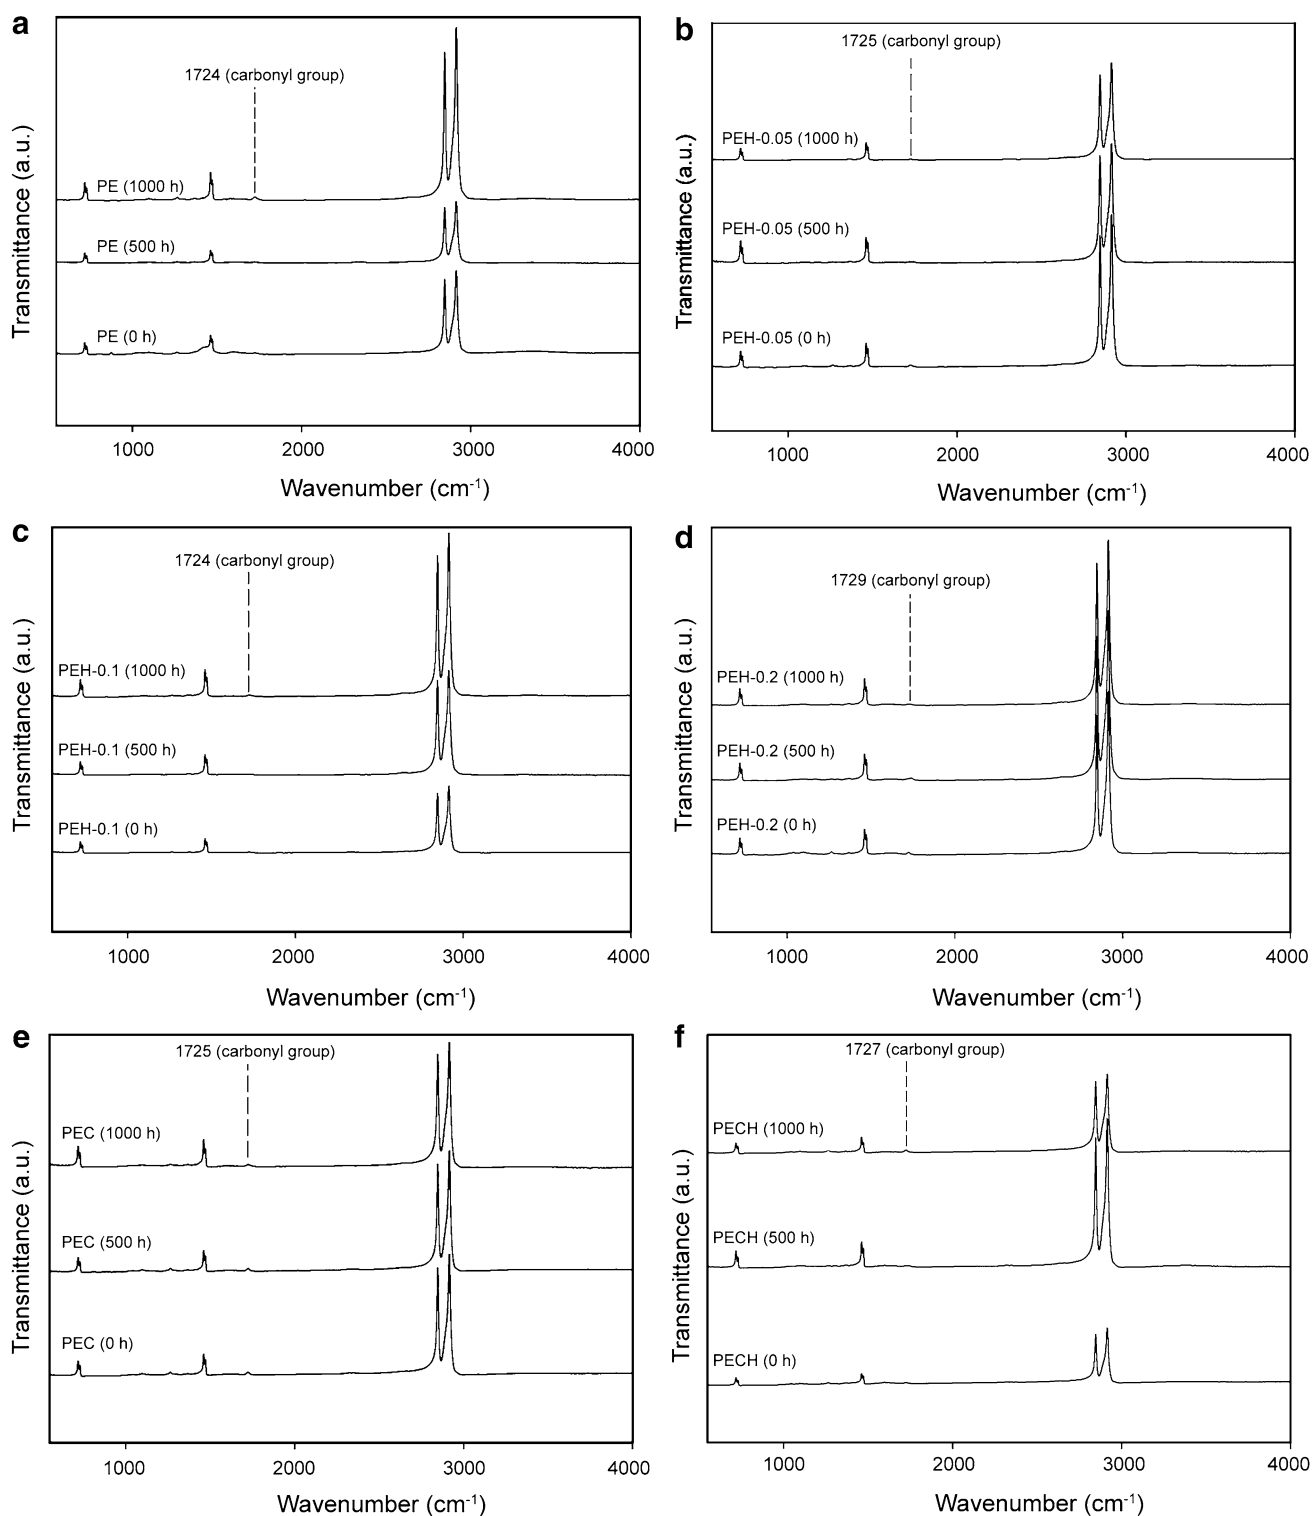 a
1724 (carbonyl group)
PE (1000 h)
PE (500 h)
PE (0 h)
Transmittance (a.u.)
1000 2000 3000 4000
Wavenumber (cm-1)
b
1725 (carbonyl group)
PEH-0.05 (1000 h)
PEH-0.05 (500 h)
PEH-0.05 (0 h)
Transmittance (a.u.)
1000 2000 3000 4000
Wavenumber (cm-1)
c
1724 (carbonyl group)
PEH-0.1 (1000 h)
PEH-0.1 (500 h)
PEH-0.1 (0 h)
Transmittance (a.u.)
1000 2000 3000 4000
Wavenumber (cm-1)
d
1729 (carbonyl group)
PEH-0.2 (1000 h)
PEH-0.2 (500 h)
PEH-0.2 (0 h)
Transmittance (a.u.)
1000 2000 3000 4000
Wavenumber (cm-1)
e
1725 (carbonyl group)
PEC (1000 h)
PEC (500 h)
PEC (0 h)
Transmittance (a.u.)
1000 2000 3000 4000
Wavenumber (cm-1)
f
1727 (carbonyl group)
PECH (1000 h)
PECH (500 h)
PECH (0 h)
Transmittance (a.u.)
1000 2000 3000 4000
Wavenumber (cm-1)